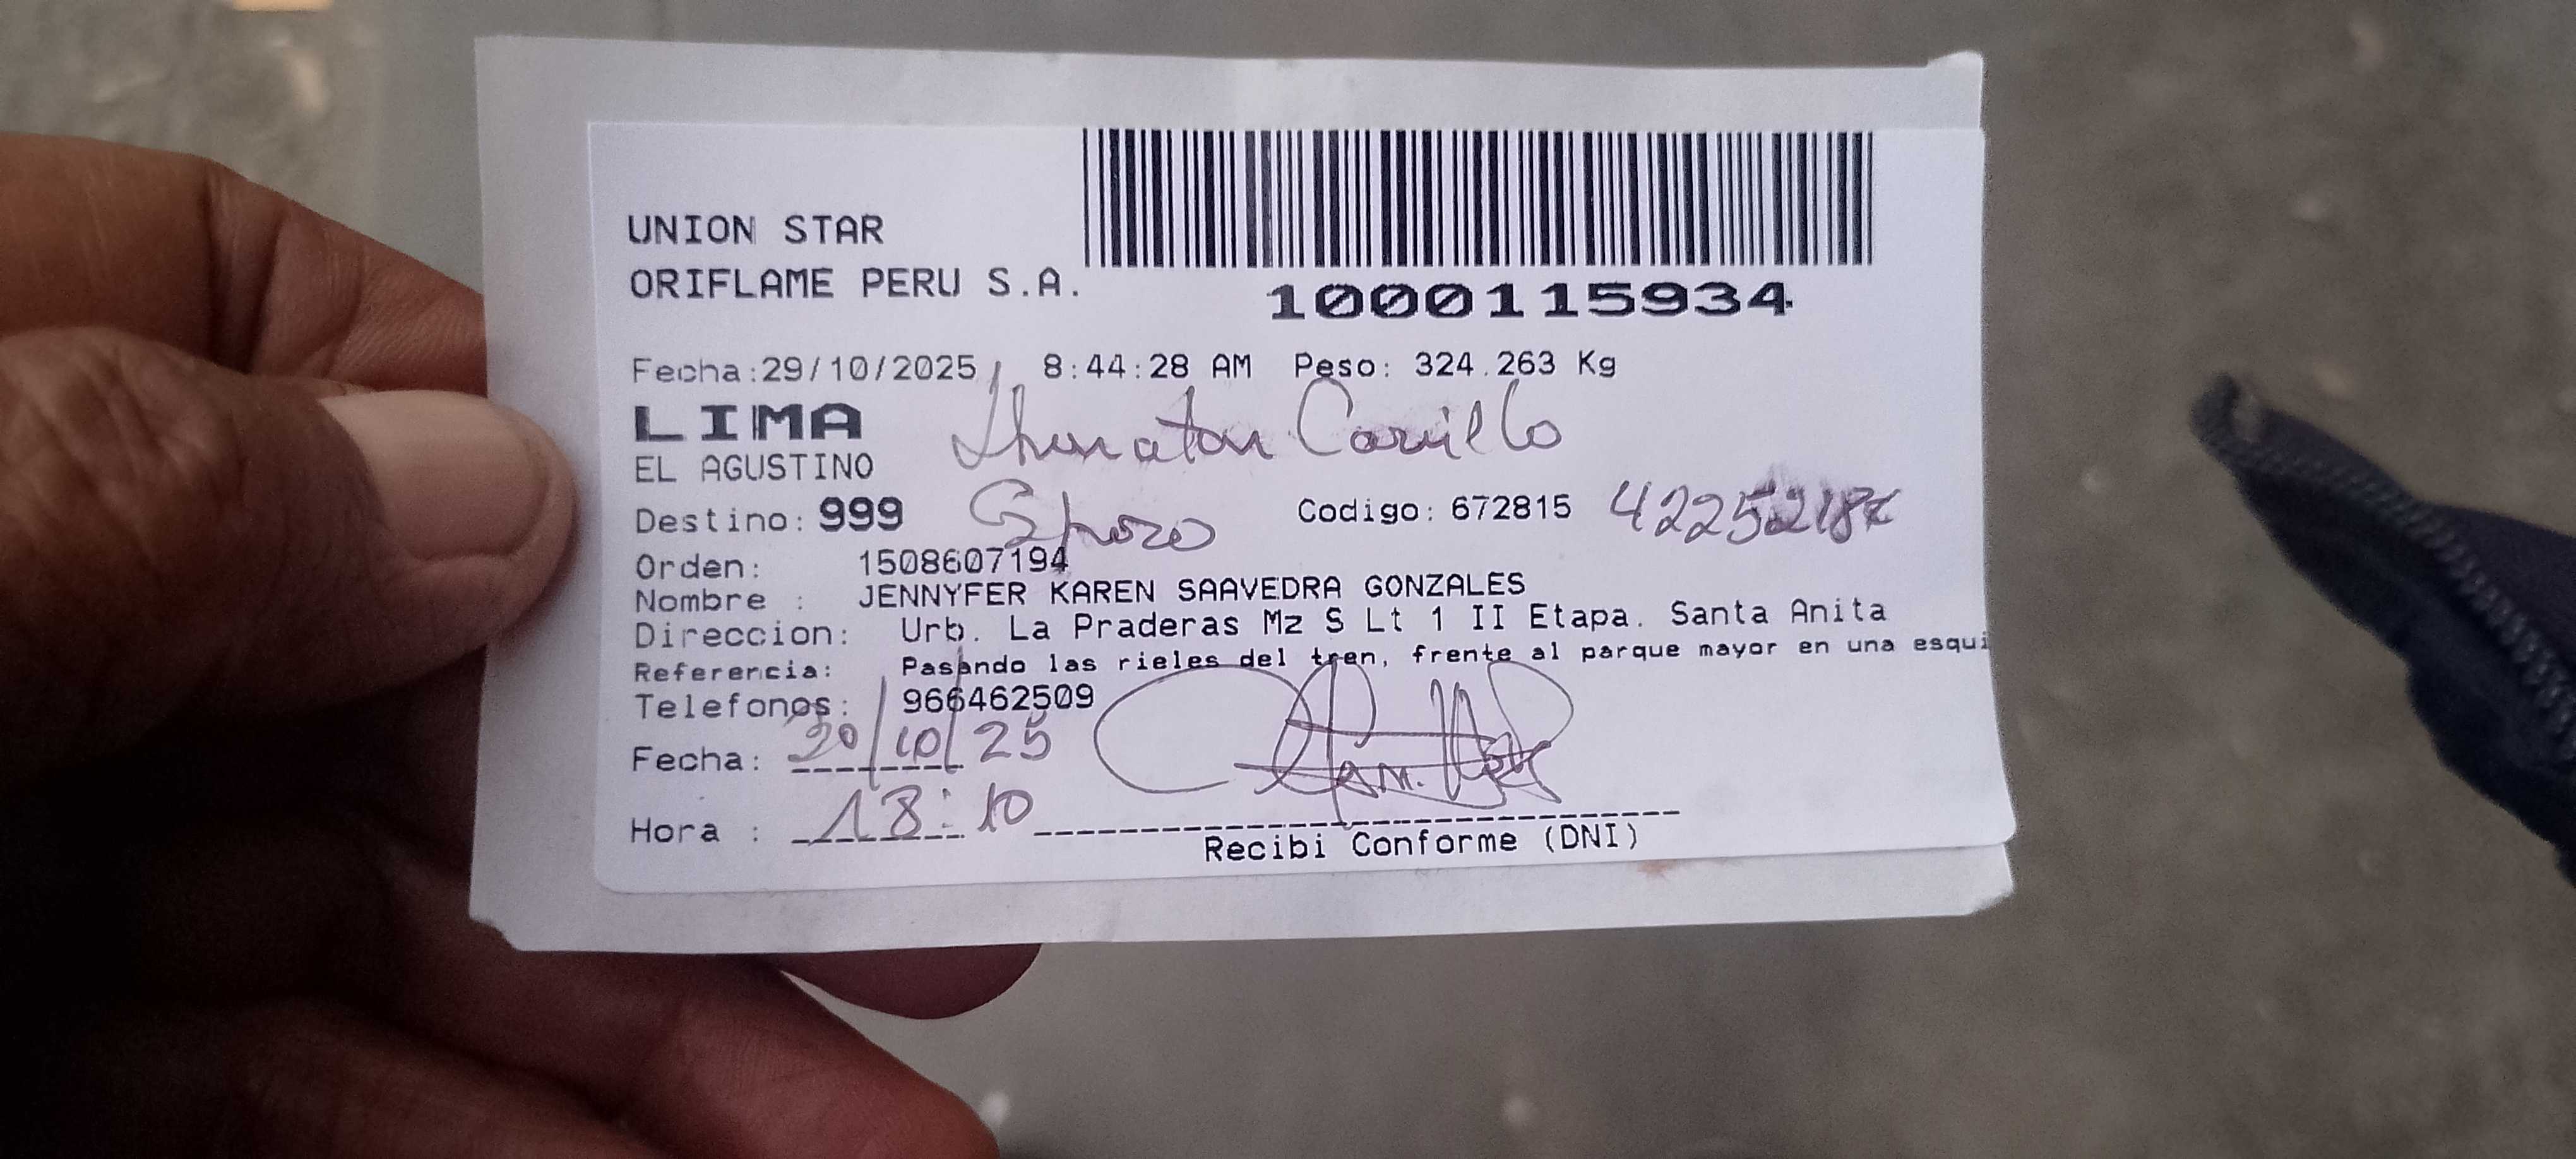 UNION STAR
ORIFLAME PERU S.A.
1000115934
Fecha:29/10/2025 8:44:28 AM Peso: 324.263 Kg
LIMA
Carrillo
EL AGUSTINO
Destino: 999 Esposo Codigo: 672815
Orden: 1508607194
Nombre : JENNYFER KAREN SAAVEDRA GONZALES
Direccion: Urb. La Praderas Mz S Lt 1 II Etapa. Santa Anita
Referencia: Pasando las rieles del tren, frente al parque mayor en una esqui
Telefonos: 966462509
Fecha: 20/10/25
Hora : 18:10
Recibi Conforme (DNI)